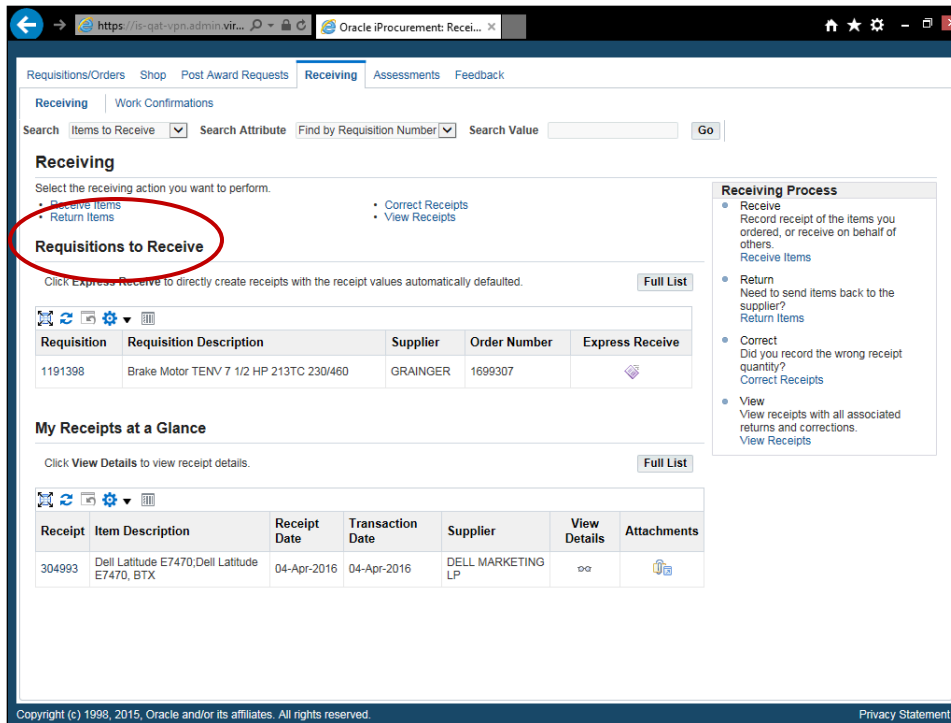 https://is-qat-vpn.admin.vir...
Oracle iProcurement: Recei...
Requisitions/Orders Shop Post Award Requests Receiving Assessments Feedback
Receiving Work Confirmations
Search Items to Receive Search Attribute Find by Requisition Number Search Value Go
Receiving
Select the receiving action you want to perform.
• Receive Items • Correct Receipts
• Return Items • View Receipts
Requisitions to Receive
Click Express Receive to directly create receipts with the receipt values automatically defaulted. Full List
Requisition Requisition Description Supplier Order Number Express Receive
1191398 Brake Motor TENV 7 1/2 HP 213TC 230/460 GRAINGER 1699307
My Receipts at a Glance
Click View Details to view receipt details. Full List
Receipt Item Description Receipt Date Transaction Date Supplier View Details Attachments
304993 Dell Latitude E7470;Dell Latitude E7470, BTX 04-Apr-2016 04-Apr-2016 DELL MARKETING LP
Receiving Process
Receive
Record receipt of the items you
ordered, or receive on behalf of
others.
Receive Items
Return
Need to send items back to the
supplier?
Return Items
Correct
Did you record the wrong receipt
quantity?
Correct Receipts
View
View receipts with all associated
returns and corrections.
View Receipts
Copyright (c) 1998, 2015, Oracle and/or its affiliates. All rights reserved. Privacy Statement